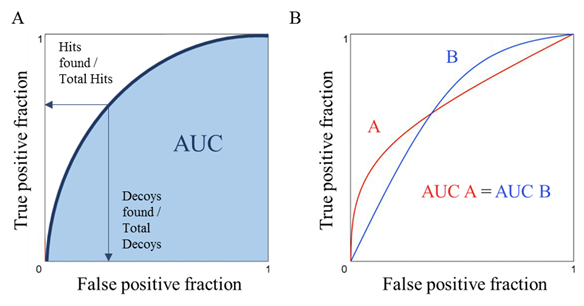 A
1
Hits
found /
Total Hits
AUC
Decoys
found /
Total
Decoys
True positive fraction
0
1
False positive fraction
B
1
B
A
AUC A = AUC B
True positive fraction
0
1
False positive fraction